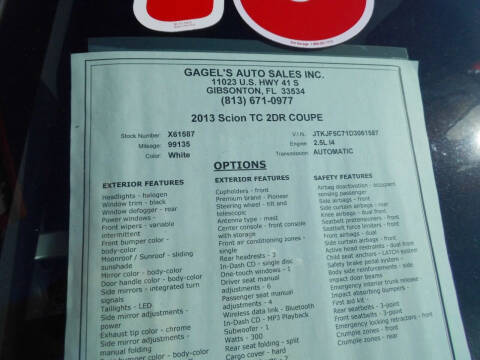 GAGEL'S AUTO SALES INC.
11023 U.S. HWY 41 S
GIBSONTON, FL 33534
(813) 671-0977
2013 Scion TC 2DR COUPE
Stock Number: X61587
Mileage: 99135
Color: White
V.I.N. JTKJF5C71D3061587
Engine: 2.5L I4
Transmission: AUTOMATIC
OPTIONS
EXTERIOR FEATURES
Headlights - halogen
Window trim - black
Window defogger - rear
Power windows -
Front wipers - variable
intermittent
Front bumper color -
body-color
Moonroof / Sunroof - sliding
sunshade
Mirror color - body-color
Door handle color - body-color
Side mirrors - integrated turn
signals
Taillights - LED
Side mirror adjustments -
power
Exhaust tip color - chrome
Side mirror adjustments -
manual folding
Rear bumper color - body-color
EXTERIOR FEATURES
Cupholders - front
Premium brand - Pioneer
Steering wheel - tilt and
telescopic
Antenna type - mast
Center console - front console
with storage
Front air conditioning zones -
single
Rear headrests - 3
In-Dash CD - single disc
One-touch windows - 1
Driver seat manual
adjustments - 6
Passenger seat manual
adjustments - 4
Wireless data link - Bluetooth
In-Dash CD - MP3 Playback
Subwoofer - 1
Watts - 300
Rear seat folding - split
Cargo cover - hard
SAFETY FEATURES
Airbag deactivation - occupant
sensing passenger
Side airbags - front
Side curtain airbags - rear
Knee airbags - dual front
Seatbelt pretensioners - front
Seatbelt force limiters - front
Front airbags - dual
Side curtain airbags - front
Active head restraints - dual front
Child seat anchors - LATCH system
Safety brake pedal system -
Body side reinforcements - side
impact door beams
Emergency interior trunk release -
Impact absorbing bumpers -
First aid kit -
Rear seatbelts - 3-point
Front seatbelts - 3-point
Emergency locking retractors - front
Crumple zones - front
Crumple zones - rear